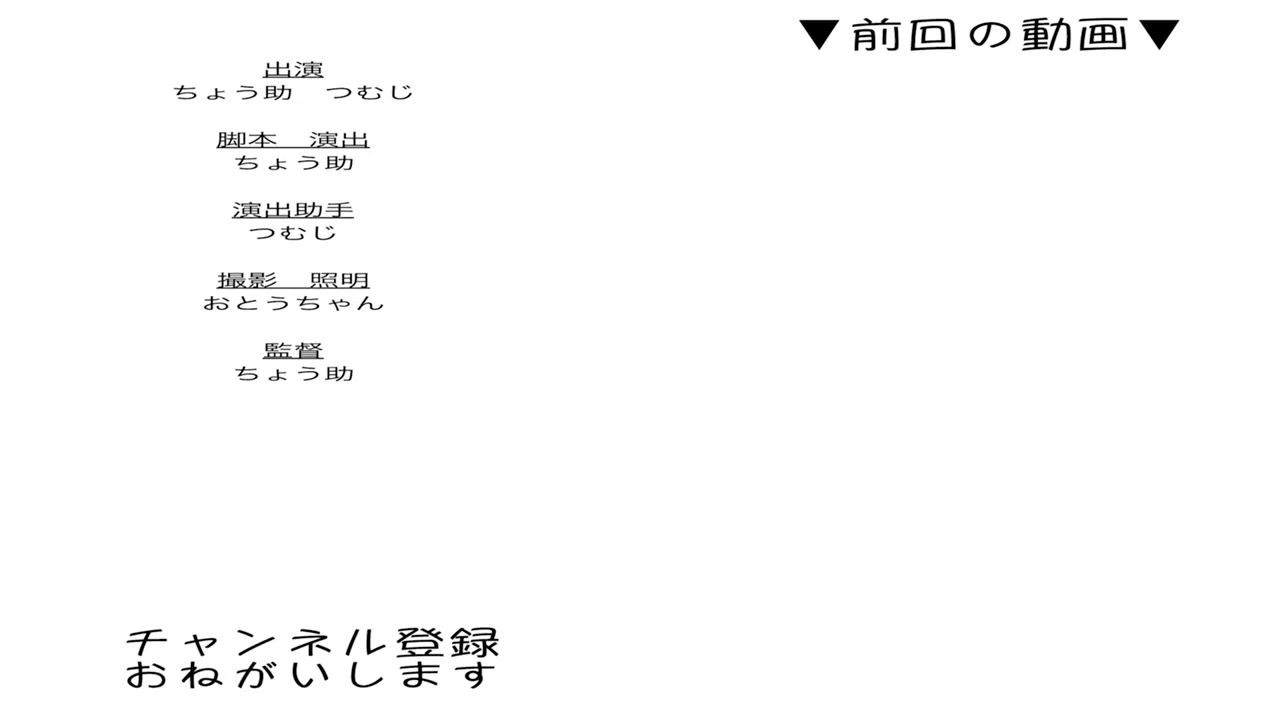 ▼前回の動画▼
出演
ちょう助　つむじ
脚本　演出
ちょう助
演出助手
つむじ
撮影　照明
おとうちゃん
監督
ちょう助
チャンネル登録
おねがいします